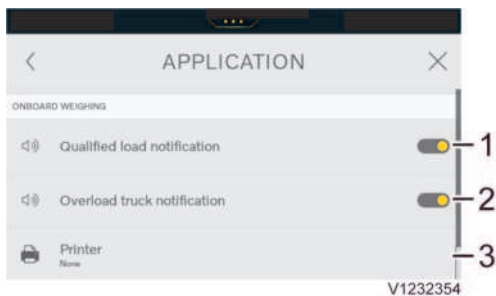 APPLICATION
ONBOARD WEIGHING
Qualified load notification 1
Overload truck notification 2
Printer 3
None
V1232354